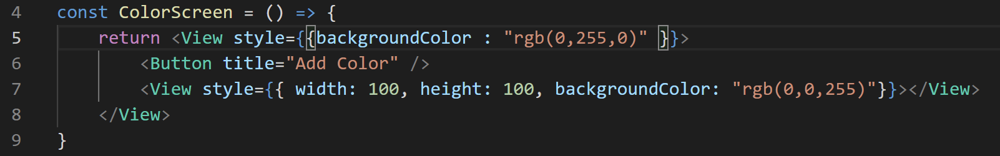 4 const ColorScreen = () => {
5 return <View style={{backgroundColor : "rgb(0,255,0)" }}>
6 <Button title="Add Color" />
7 <View style={{ width: 100, height: 100, backgroundColor: "rgb(0,0,255)"}}></View>
8 </View>
9 }